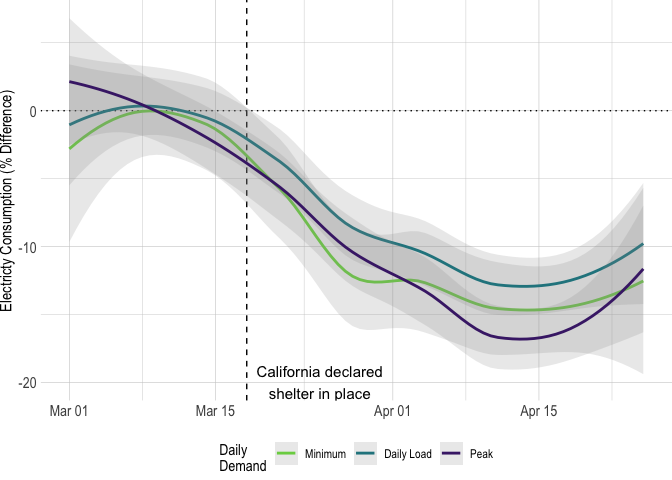 Electricty Consumption (% Difference)
0
-10
-20
California declared
shelter in place
Mar 01 Mar 15 Apr 01 Apr 15
Daily
Demand
Minimum Daily Load Peak